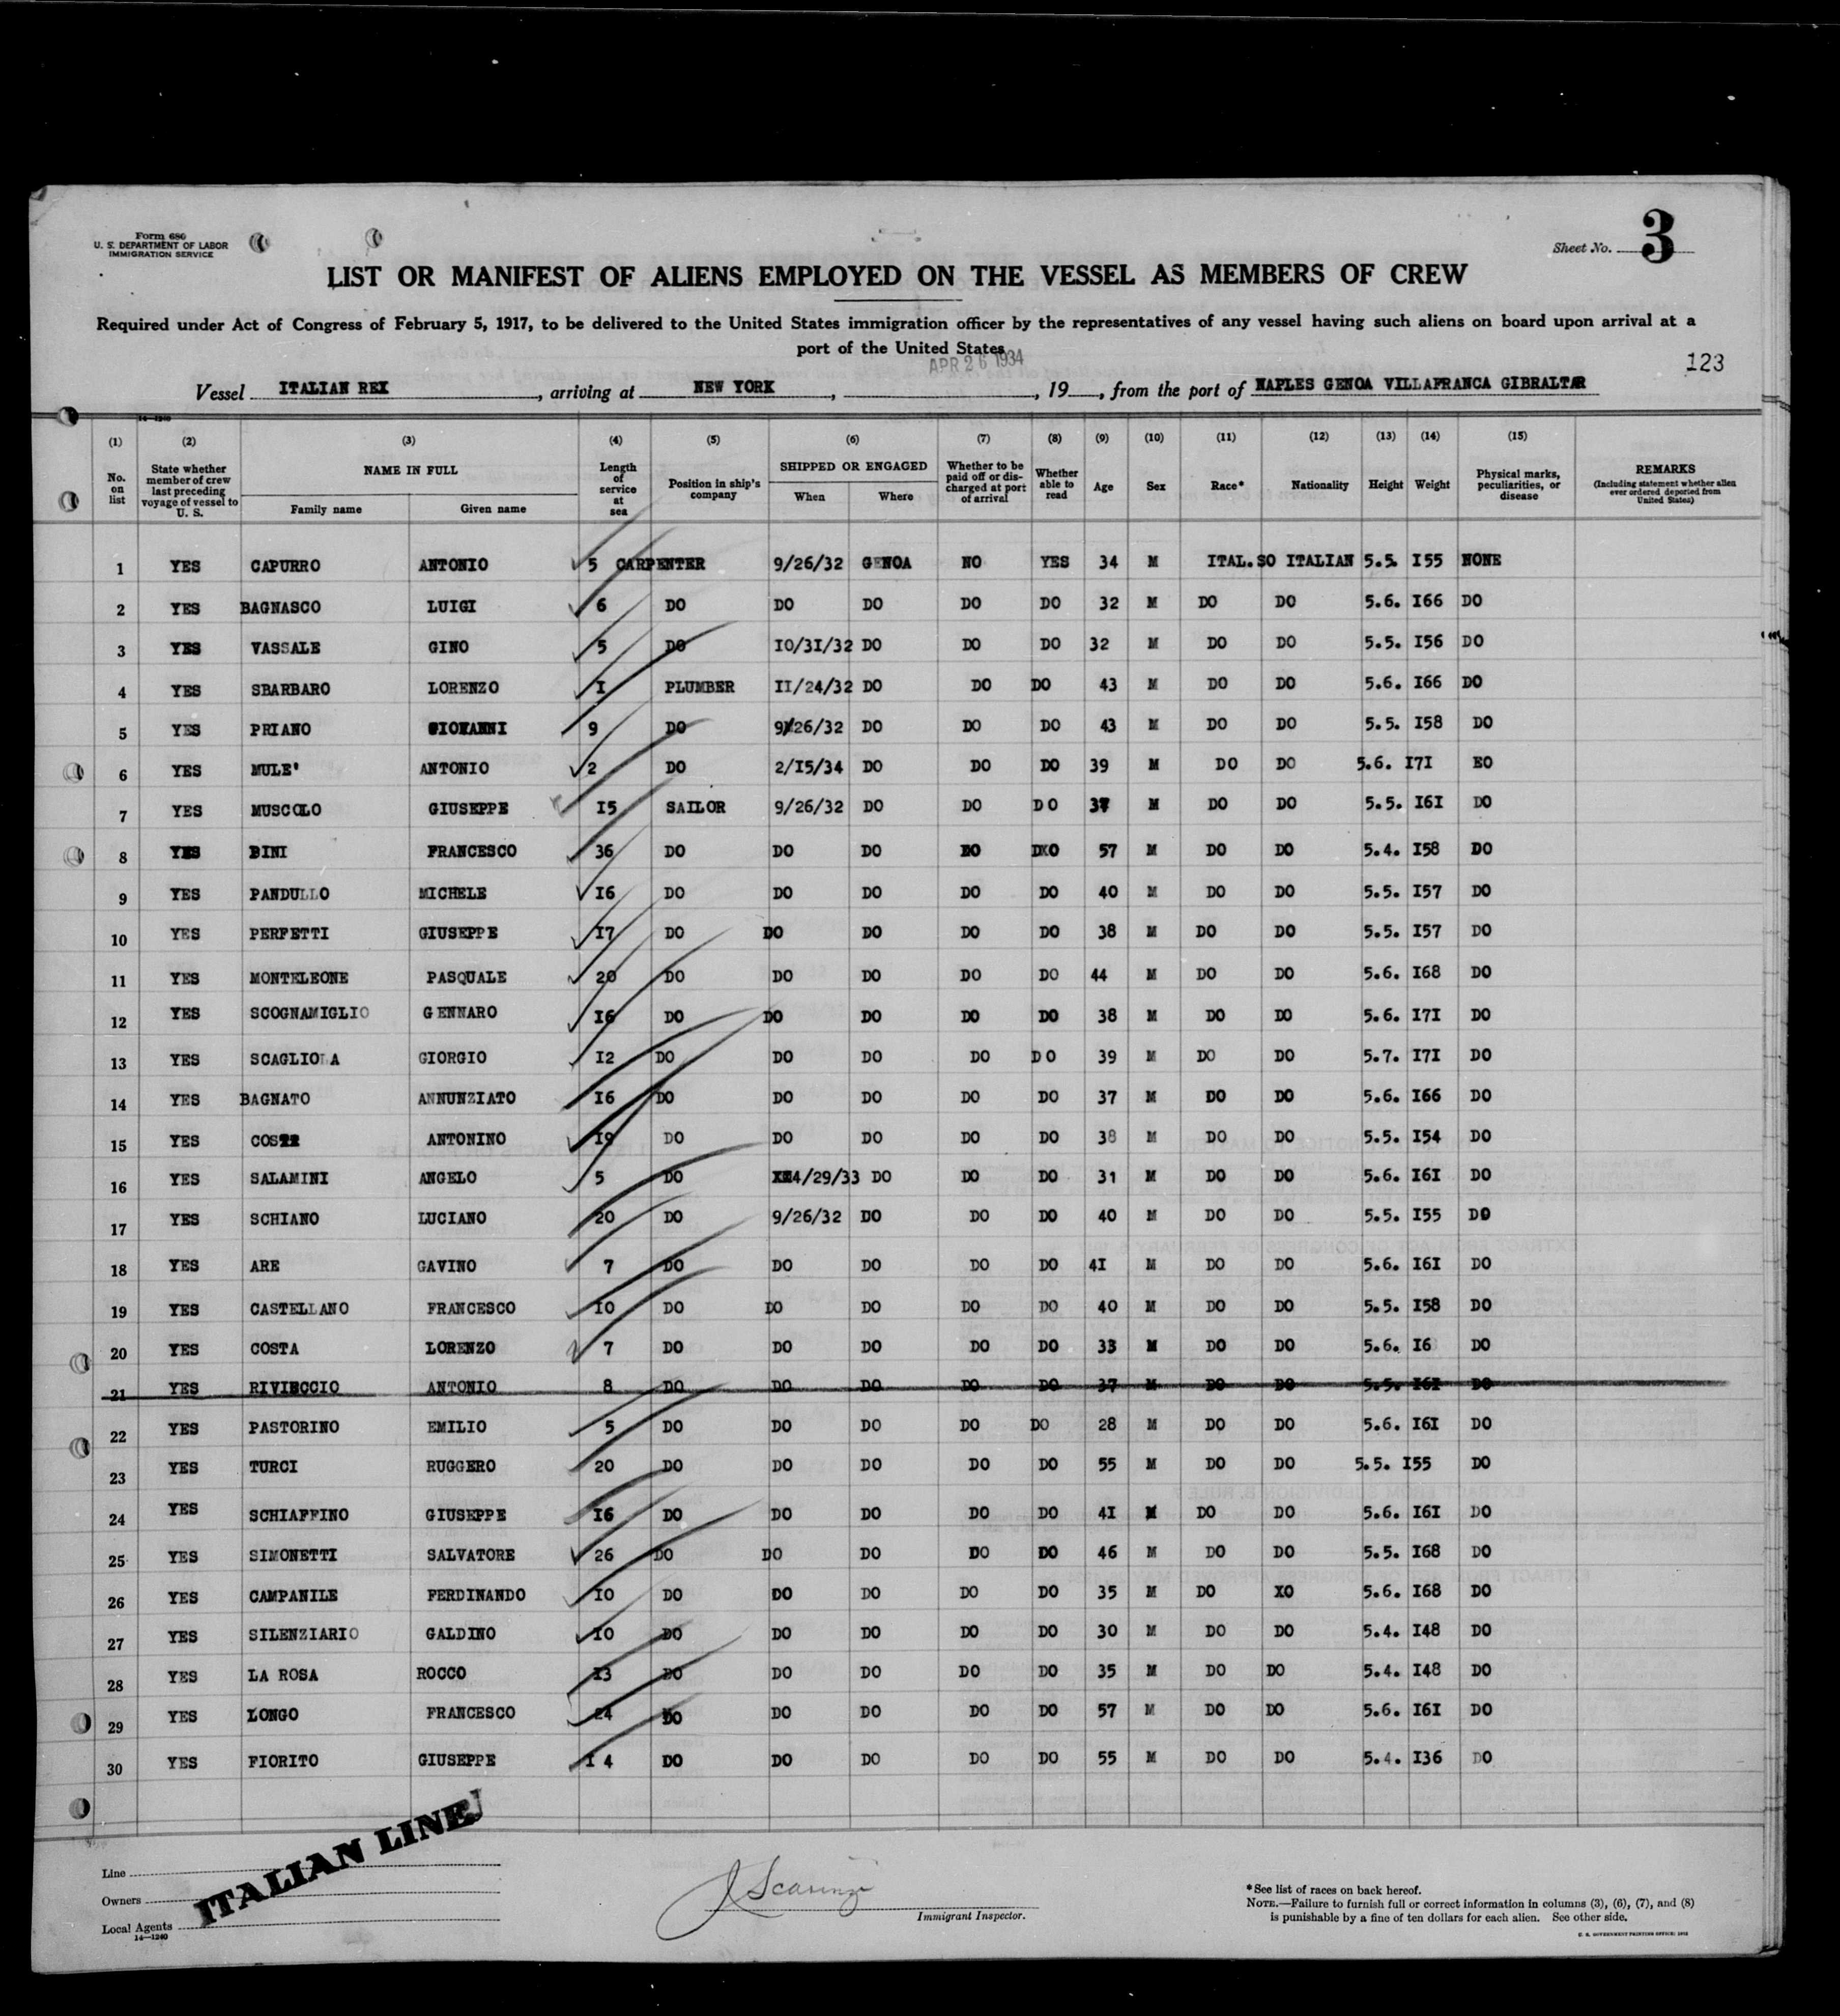 Form 680
U. S. DEPARTMENT OF LABOR
IMMIGRATION SERVICE
Sheet No. 3
LIST OR MANIFEST OF ALIENS EMPLOYED ON THE VESSEL AS MEMBERS OF CREW
Required under Act of Congress of February 5, 1917, to be delivered to the United States immigration officer by the representatives of any vessel having such aliens on board upon arrival at a
port of the United States
APR 26 1934
123
Vessel ITALIAN REX, arriving at NEW YORK, , 19 , from the port of NAPLES GENOA VILLAFRANCA GIBRALTAR
14-1240
(1) (2) (3) (4) (5) (6) (7) (8) (9) (10) (11) (12) (13) (14) (15)
No. on list State whether member of crew last preceding voyage of vessel to U. S. NAME IN FULL Family name Given name Length of service at sea Position in ship's company SHIPPED OR ENGAGED When Where Whether to be paid off or discharged at port of arrival Whether able to read Age Sex Race* Nationality Height Weight Physical marks, peculiarities, or disease REMARKS (Including statement whether alien ever ordered deported from United States)
1 YES CAPURRO ANTONIO 5 CARPENTER 9/26/32 GENOA NO YES 34 M ITAL.SO ITALIAN 5.5. I55 NONE
2 YES BAGNASCO LUIGI 6 DO DO DO DO DO 32 M DO DO 5.6. I66 DO
3 YES VASSALE GINO 5 DO IO/3I/32 DO DO DO 32 M DO DO 5.5. I56 DO
4 YES SBARBARO LORENZO I PLUMBER II/24/32 DO DO DO 43 M DO DO 5.6. I66 DO
5 YES PRIANO GIOVANNI 9 DO 9/26/32 DO DO DO 43 M DO DO 5.5. I58 DO
6 YES MULE' ANTONIO 2 DO 2/I5/34 DO DO DO 39 M DO DO 5.6. I7I EO
7 YES MUSCOLO GIUSEPPE I5 SAILOR 9/26/32 DO DO DO 37 M DO DO 5.5. I6I DO
8 YES BINI FRANCESCO 36 DO DO DO DO DXO 57 M DO DO 5.4. I58 DO
9 YES PANDULLO MICHELE I6 DO DO DO DO DO 40 M DO DO 5.5. I57 DO
10 YES PERFETTI GIUSEPPE I7 DO DO DO DO DO 38 M DO DO 5.5. I57 DO
11 YES MONTELEONE PASQUALE 20 DO DO DO DO DO 44 M DO DO 5.6. I68 DO
12 YES SCOGNAMIGLIO GENNARO I6 DO DO DO DO DO 38 M DO DO 5.6. I7I DO
13 YES SCAGLIOLA GIORGIO I2 DO DO DO DO DO 39 M DO DO 5.7. I7I DO
14 YES BAGNATO ANNUNZIATO I6 DO DO DO DO DO 37 M DO DO 5.6. I66 DO
15 YES ANTONINO I9 DO DO DO DO DO 38 M DO DO 5.5. I54 DO
16 YES SALAMINI ANGELO 5 DO 4/29/33 DO DO DO 31 M DO DO 5.6. I6I DO
17 YES SCHIANO LUCIANO 20 DO 9/26/32 DO DO DO 40 M DO DO 5.5. I55 DO
18 YES ARE GAVINO 7 DO DO DO DO DO 4I M DO DO 5.6. I6I DO
19 YES CASTELLANO FRANCESCO IO DO DO DO DO DO 40 M DO DO 5.5. I58 DO
20 YES COSTA LORENZO 7 DO DO DO DO DO 33 M DO DO 5.6. I6 DO
21 YES RIVIECCIO ANTONIO 8 DO DO DO DO DO 37 M DO DO 5.5. I6I DO
22 YES PASTORINO EMILIO 5 DO DO DO DO DO 28 M DO DO 5.6. I6I DO
23 YES TURCI RUGGERO 20 DO DO DO DO DO 55 M DO DO 5.5. I55 DO
24 YES SCHIAFFINO GIUSEPPE I6 DO DO DO DO DO 4I M DO DO 5.6. I6I DO
25 YES SIMONETTI SALVATORE 26 DO DO DO DO DO 46 M DO DO 5.5. I68 DO
26 YES CAMPANILE FERDINANDO IO DO DO DO DO DO 35 M DO XO 5.6. I68 DO
27 YES SILENZIARIO GALDINO IO DO DO DO DO DO 30 M DO DO 5.4. I48 DO
28 YES LA ROSA ROCCO I3 DO DO DO DO DO 35 M DO DO 5.4. I48 DO
29 YES LONGO FRANCESCO 24 DO DO DO DO DO 57 M DO DO 5.6. I6I DO
30 YES FIORITO GIUSEPPE I 4 DO DO DO DO DO 55 M DO DO 5.4. I36 DO
ITALIAN LINE
Line
Owners
Local Agents
14-1240
Immigrant Inspector.
*See list of races on back hereof.
NOTE.—Failure to furnish full or correct information in columns (3), (6), (7), and (8)
is punishable by a fine of ten dollars for each alien. See other side.